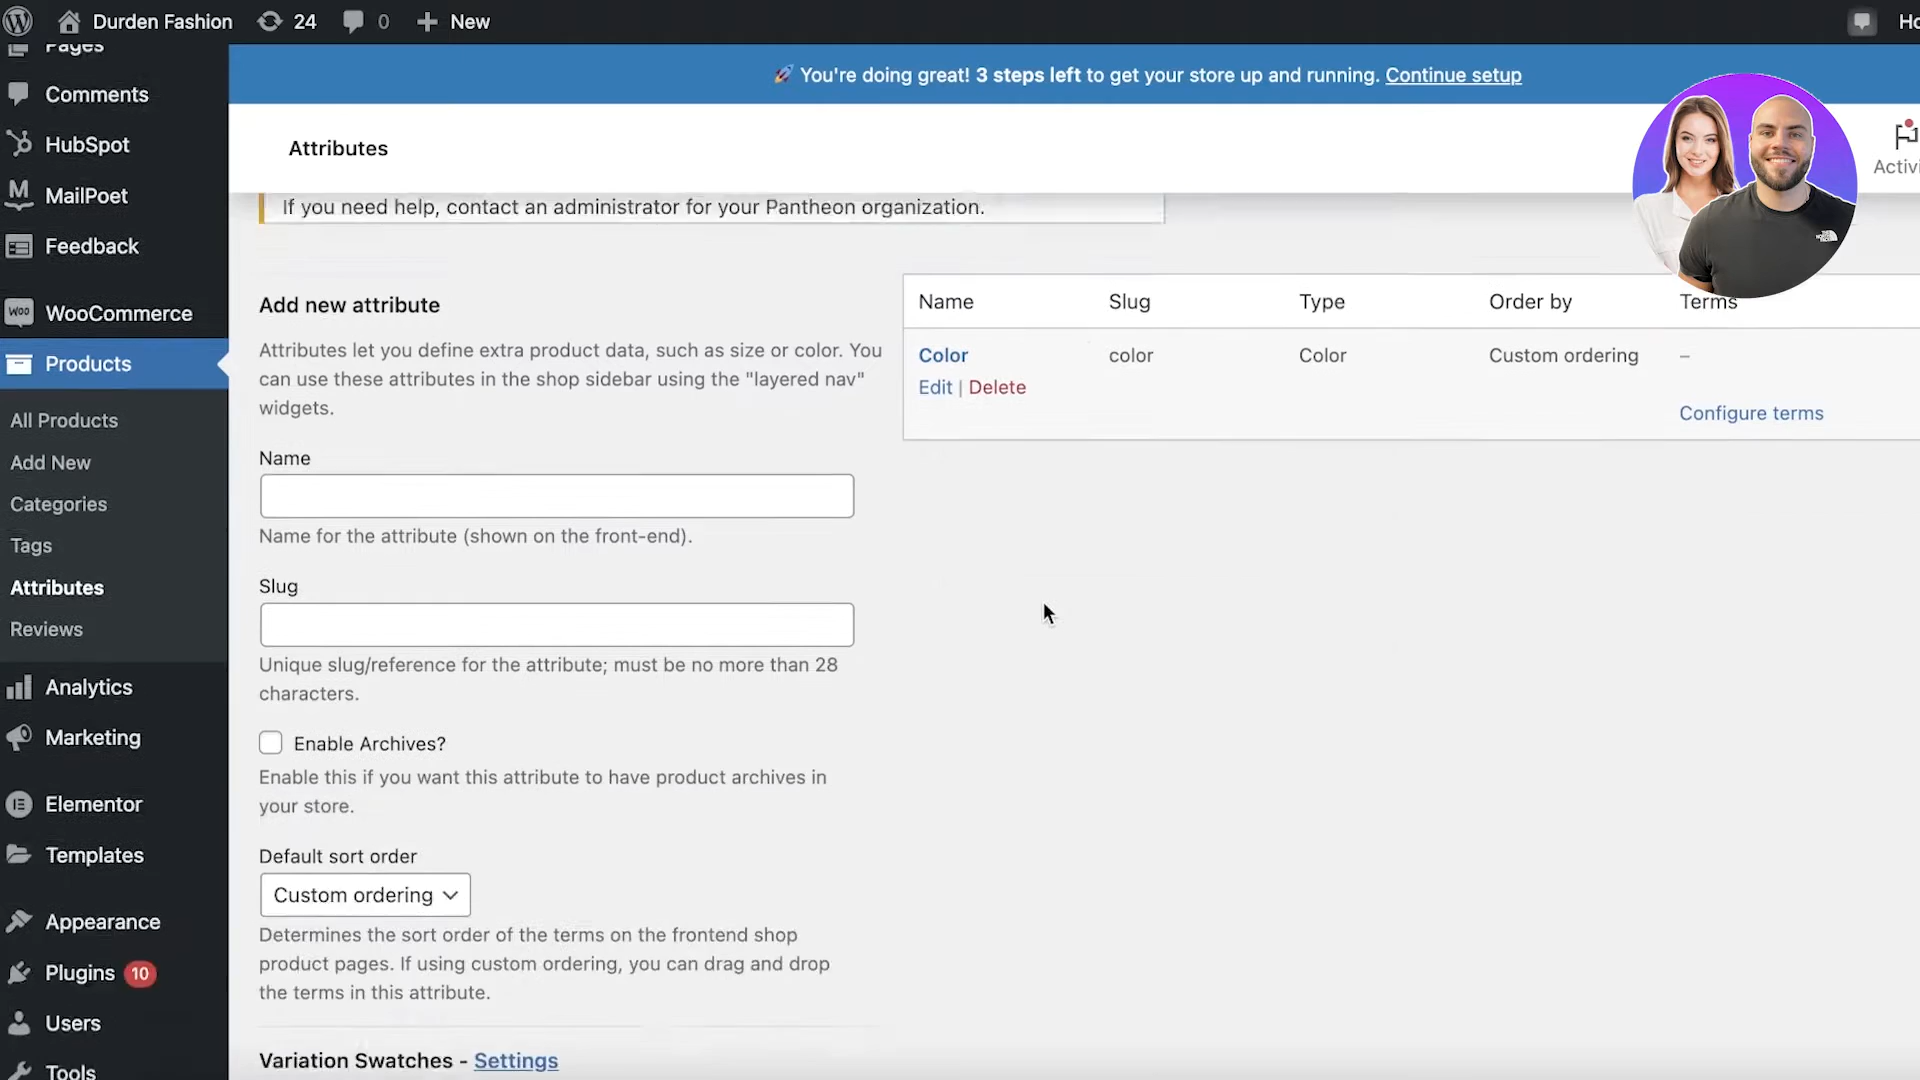 Durden Fashion
24
0
New
Pages
Comments
HubSpot
MailPoet
Feedback
WooCommerce
Products
All Products
Add New
Categories
Tags
Attributes
Reviews
Analytics
Marketing
Elementor
Templates
Appearance
Plugins 10
Users
Tools
You're doing great! 3 steps left to get your store up and running. Continue setup
Attributes
If you need help, contact an administrator for your Pantheon organization.
Add new attribute
Attributes let you define extra product data, such as size or color. You
can use these attributes in the shop sidebar using the "layered nav"
widgets.
Name
Name for the attribute (shown on the front-end).
Slug
Unique slug/reference for the attribute; must be no more than 28
characters.
Enable Archives?
Enable this if you want this attribute to have product archives in
your store.
Default sort order
Custom ordering
Determines the sort order of the terms on the frontend shop
product pages. If using custom ordering, you can drag and drop
the terms in this attribute.
Variation Swatches - Settings
Name Slug Type Order by Terms
Color color Color Custom ordering –
Edit | Delete
Configure terms